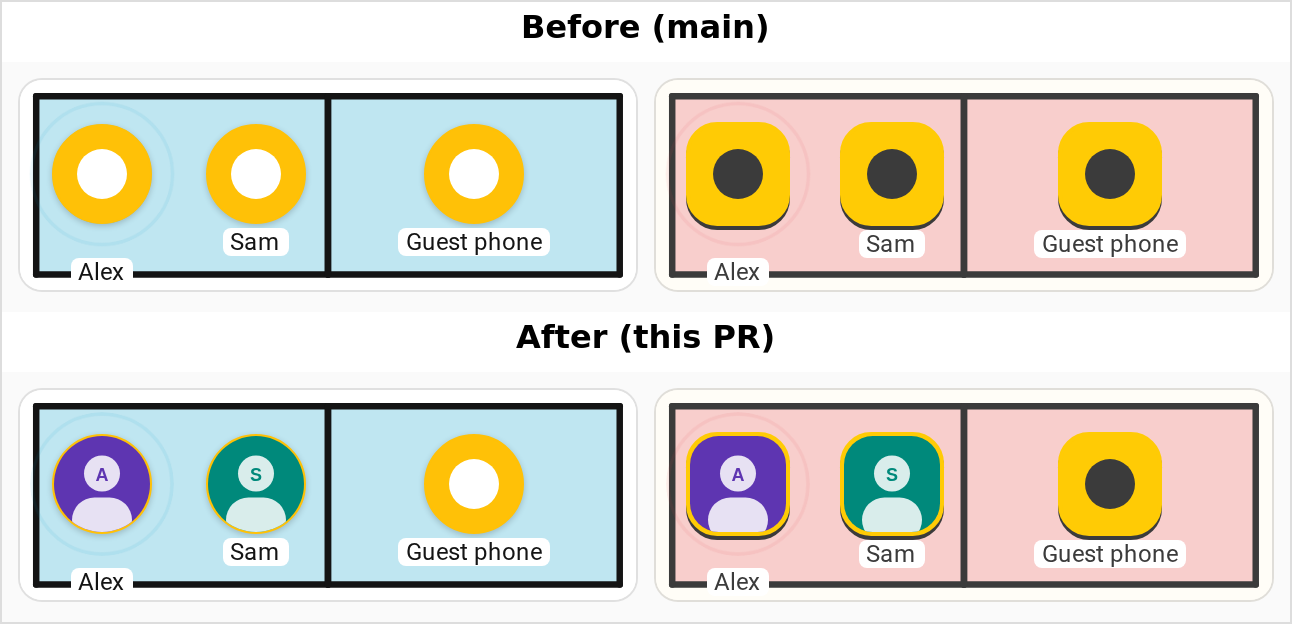 Before (main)
Sam
Guest phone
Alex
Sam
Guest phone
Alex
After (this PR)
A
S
Sam
Guest phone
Alex
A
S
Sam
Guest phone
Alex